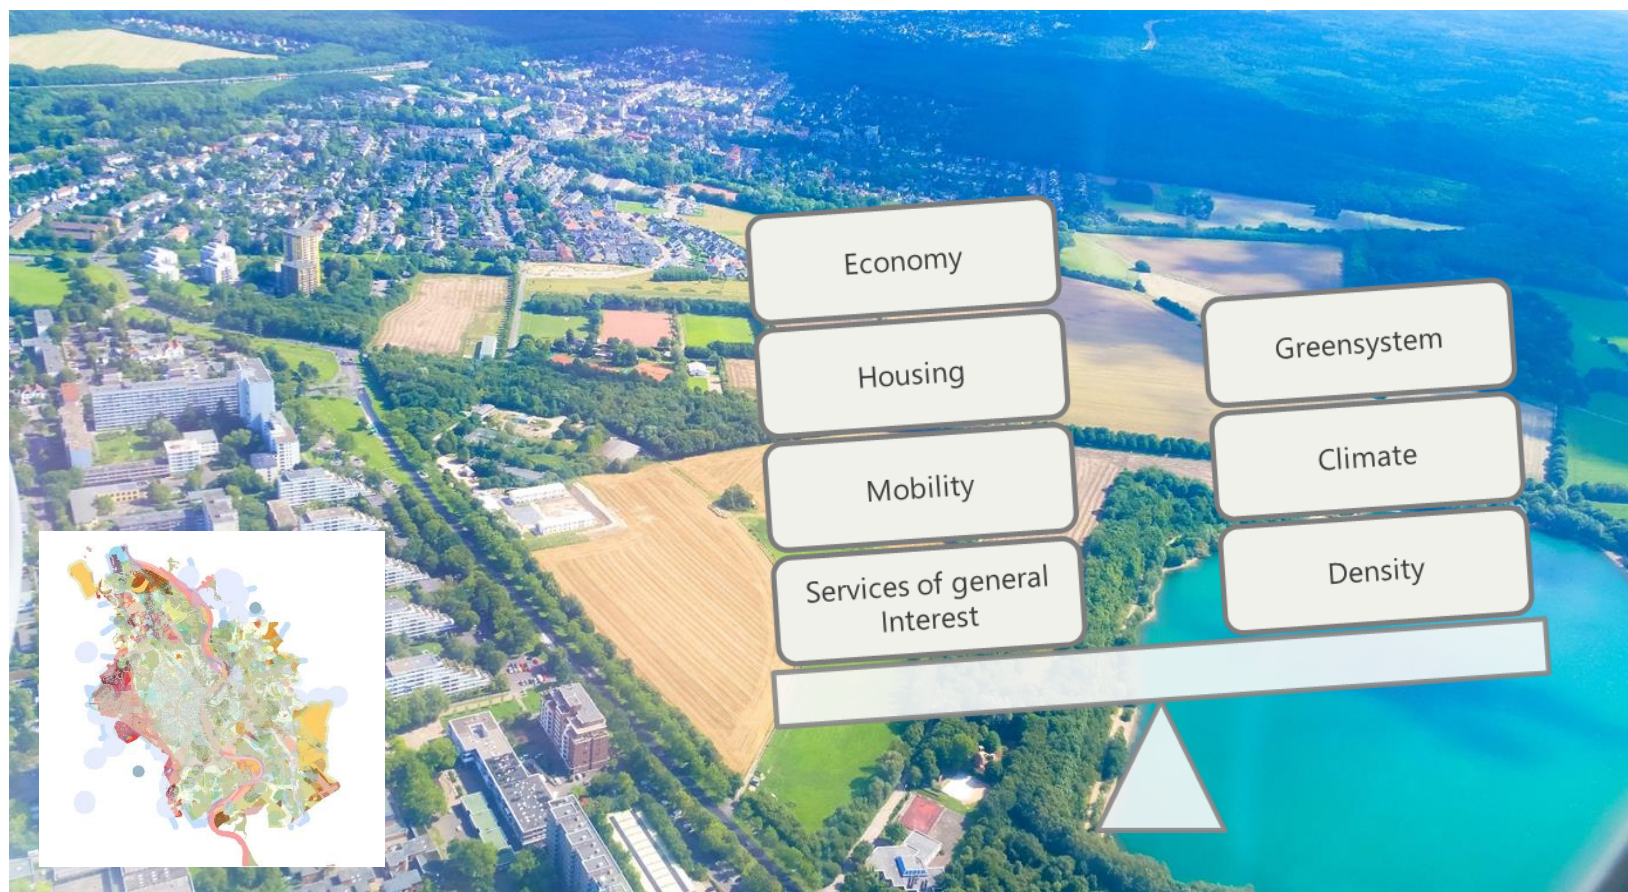 Economy
Housing
Mobility
Services of general
Interest
Greensystem
Climate
Density